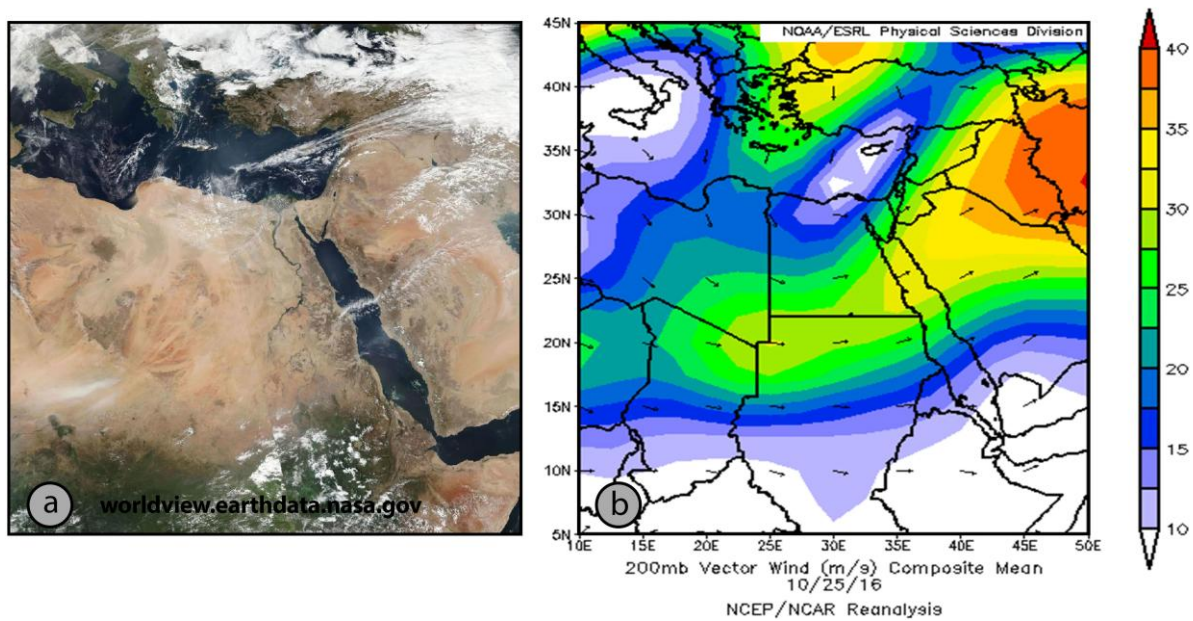 a
worldview.earthdata.nasa.gov
NOAA/ESRL Physical Sciences Division
45N
40N
35N
30N
25N
20N
15N
10N
5N
b
10E 15E 20E 25E 30E 35E 40E 45E 50E
200mb Vector Wind (m/s) Composite Mean
10/25/16
NCEP/NCAR Reanalysis
40
35
30
25
20
15
10